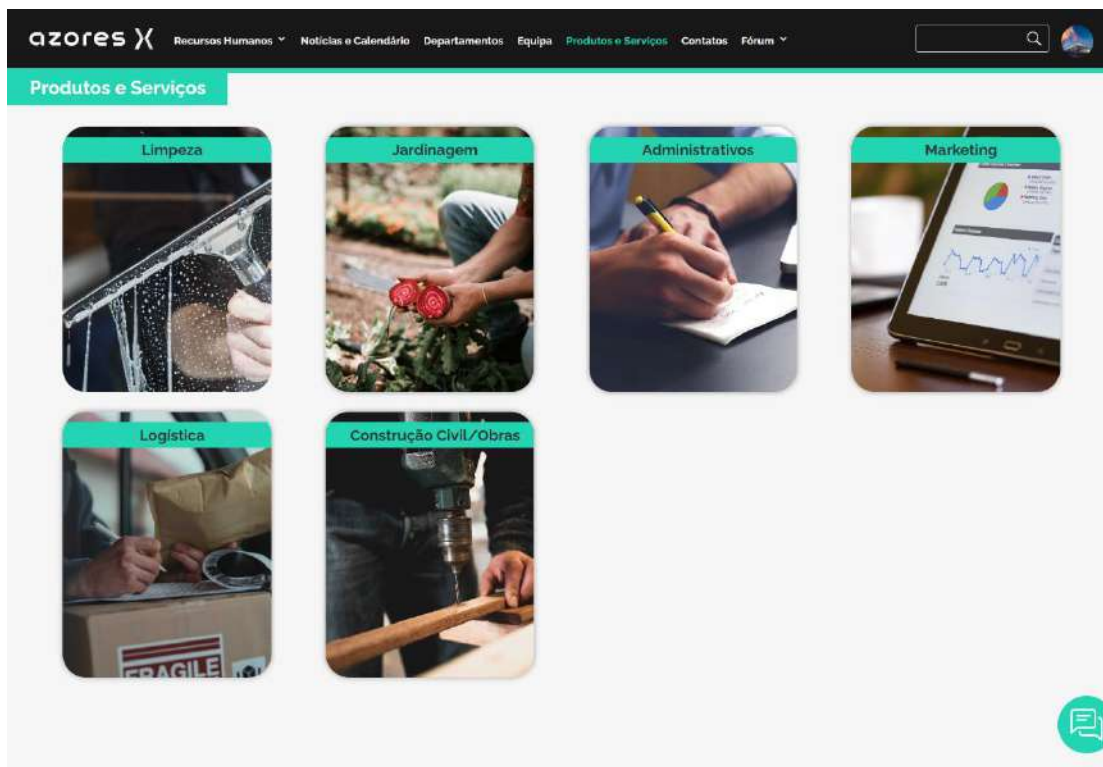 azores
Recursos Humanos
Notícias e Calendário
Departamentos
Equipa
Produtos e Serviços
Contatos
Fórum
Produtos e Serviços
Limpeza
Jardinagem
Administrativos
Marketing
Logística
Construção Civil/Obras
FRAGILE